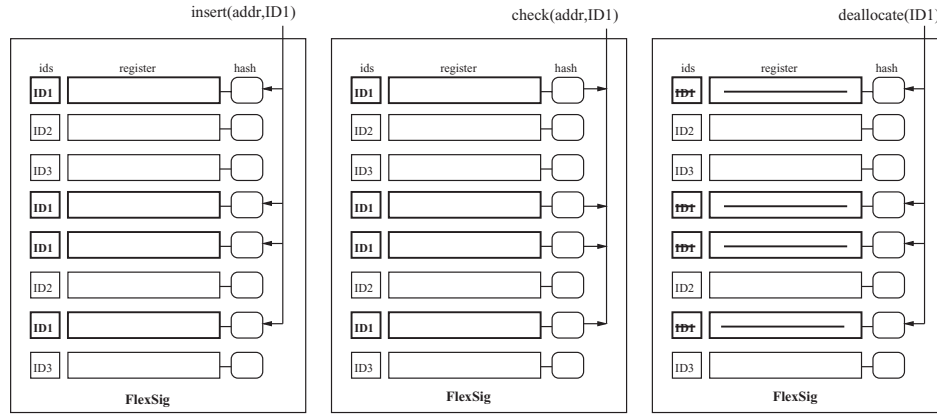 insert(addr,ID1)
ids register hash
ID1
ID2
ID3
ID1
ID1
ID2
ID1
ID3
FlexSig
check(addr,ID1)
ids register hash
ID1
ID2
ID3
ID1
ID1
ID2
ID1
ID3
FlexSig
deallocate(ID1)
ids register hash
ID1
ID2
ID3
ID1
ID1
ID2
ID1
ID3
FlexSig